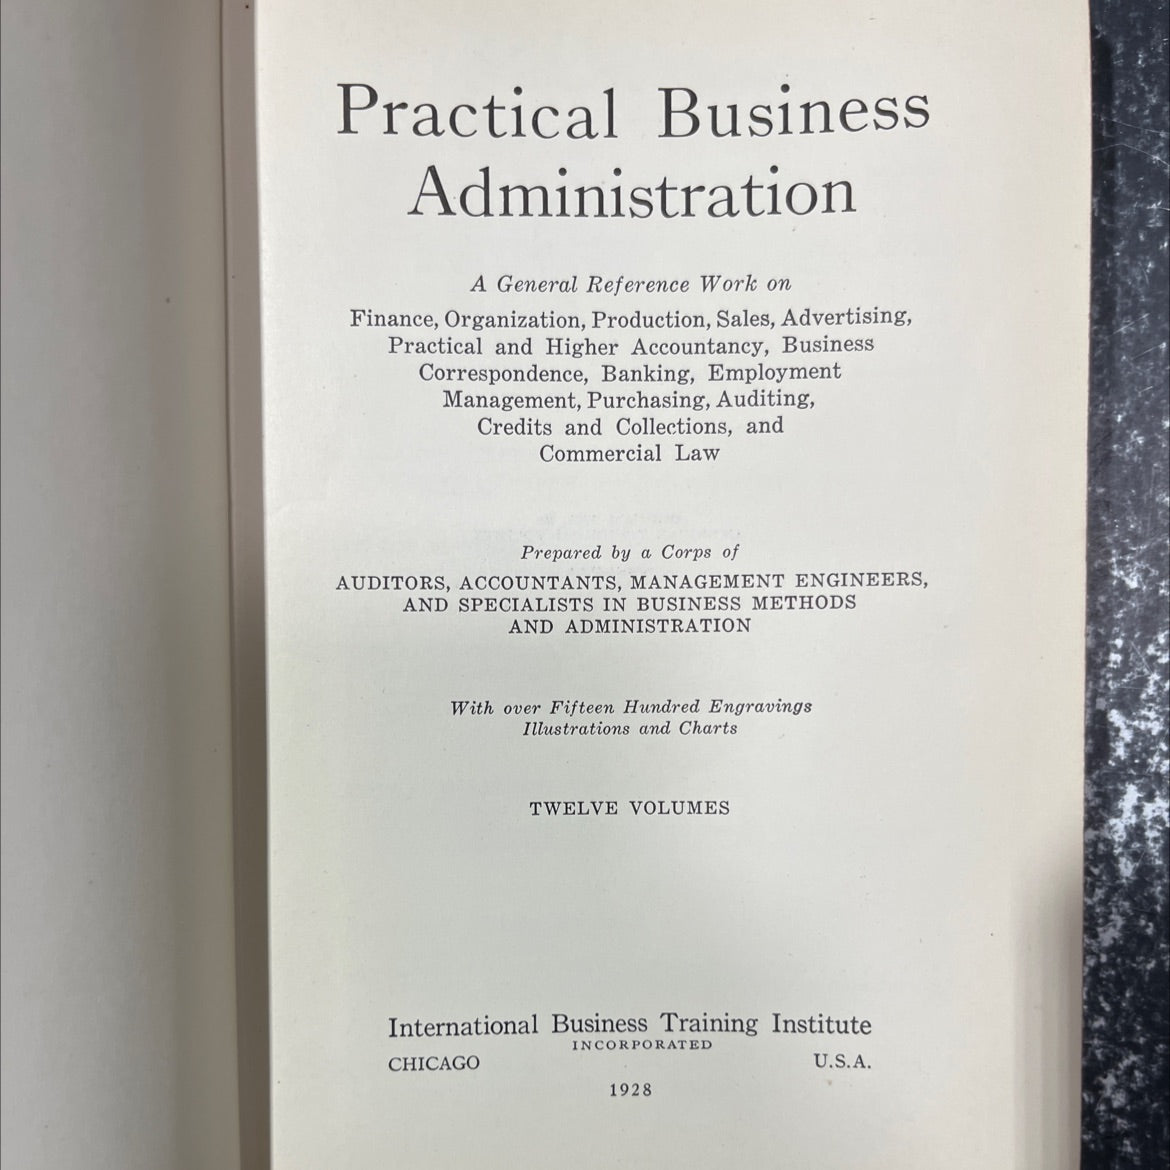 Practical Business
Administration
A General Reference Work on
Finance, Organization, Production, Sales, Advertising,
Practical and Higher Accountancy, Business
Correspondence, Banking, Employment
Management, Purchasing, Auditing,
Credits and Collections, and
Commercial Law
Prepared by a Corps of
AUDITORS, ACCOUNTANTS, MANAGEMENT ENGINEERS,
AND SPECIALISTS IN BUSINESS METHODS
AND ADMINISTRATION
With over Fifteen Hundred Engravings
Illustrations and Charts
TWELVE VOLUMES
International Business Training Institute
INCORPORATED
CHICAGO U.S.A.
1928